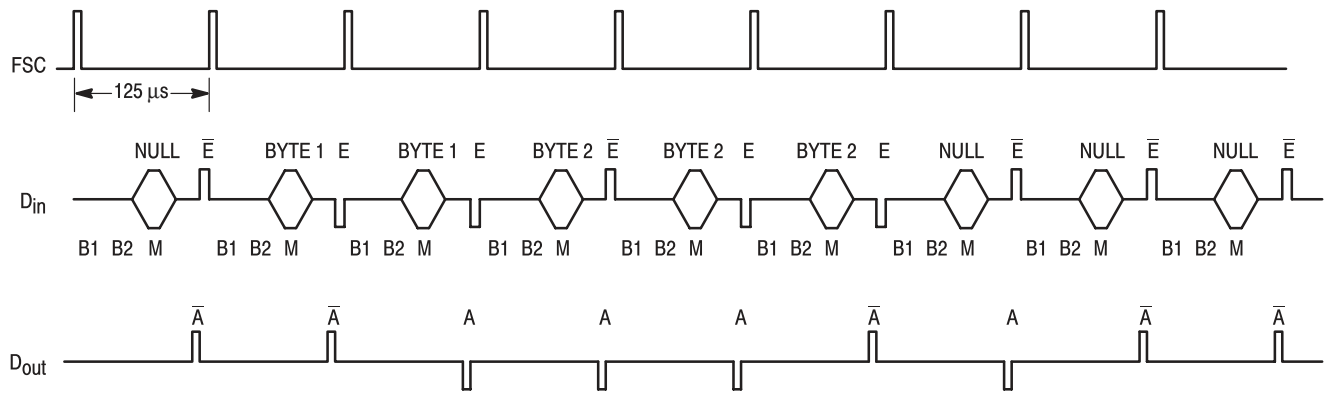 FSC
125 μs
NULL E̅ BYTE 1 E BYTE 1 E BYTE 2 E̅ BYTE 2 E BYTE 2 E NULL E̅ NULL E̅ NULL E̅
Din
B1 B2 M B1 B2 M B1 B2 M B1 B2 M B1 B2 M B1 B2 M B1 B2 M B1 B2 M B1 B2 M
A̅ A̅ A A A A̅ A A̅ A̅
Dout